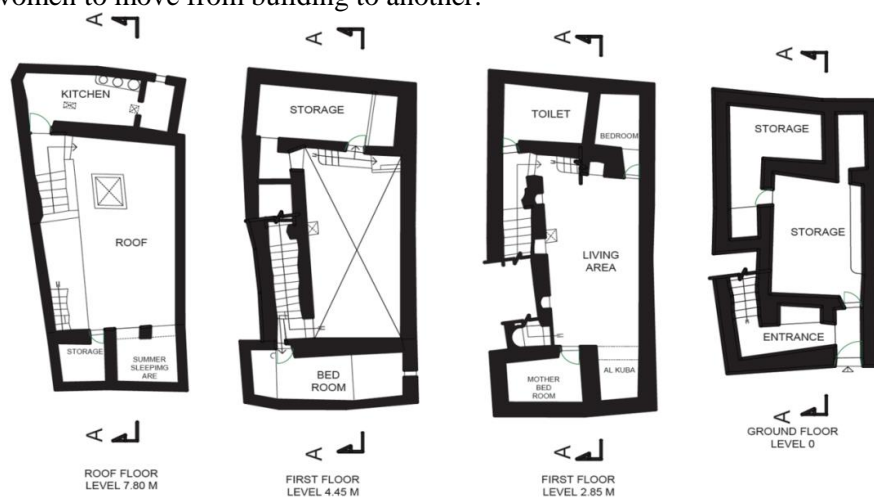 women to move from building to another.
A
A
A
A
KITCHEN
STORAGE
TOILET
BEDROOM
STORAGE
ROOF
LIVING
AREA
STORAGE
STORAGE
SUMMER
SLEEPIMG
ARE
BED
ROOM
MOTHER
BED
ROOM
AL KUBA
ENTRANCE
A
A
A
A
ROOF FLOOR
LEVEL 7.80 M
FIRST FLOOR
LEVEL 4.45 M
FIRST FLOOR
LEVEL 2.85 M
GROUND FLOOR
LEVEL 0